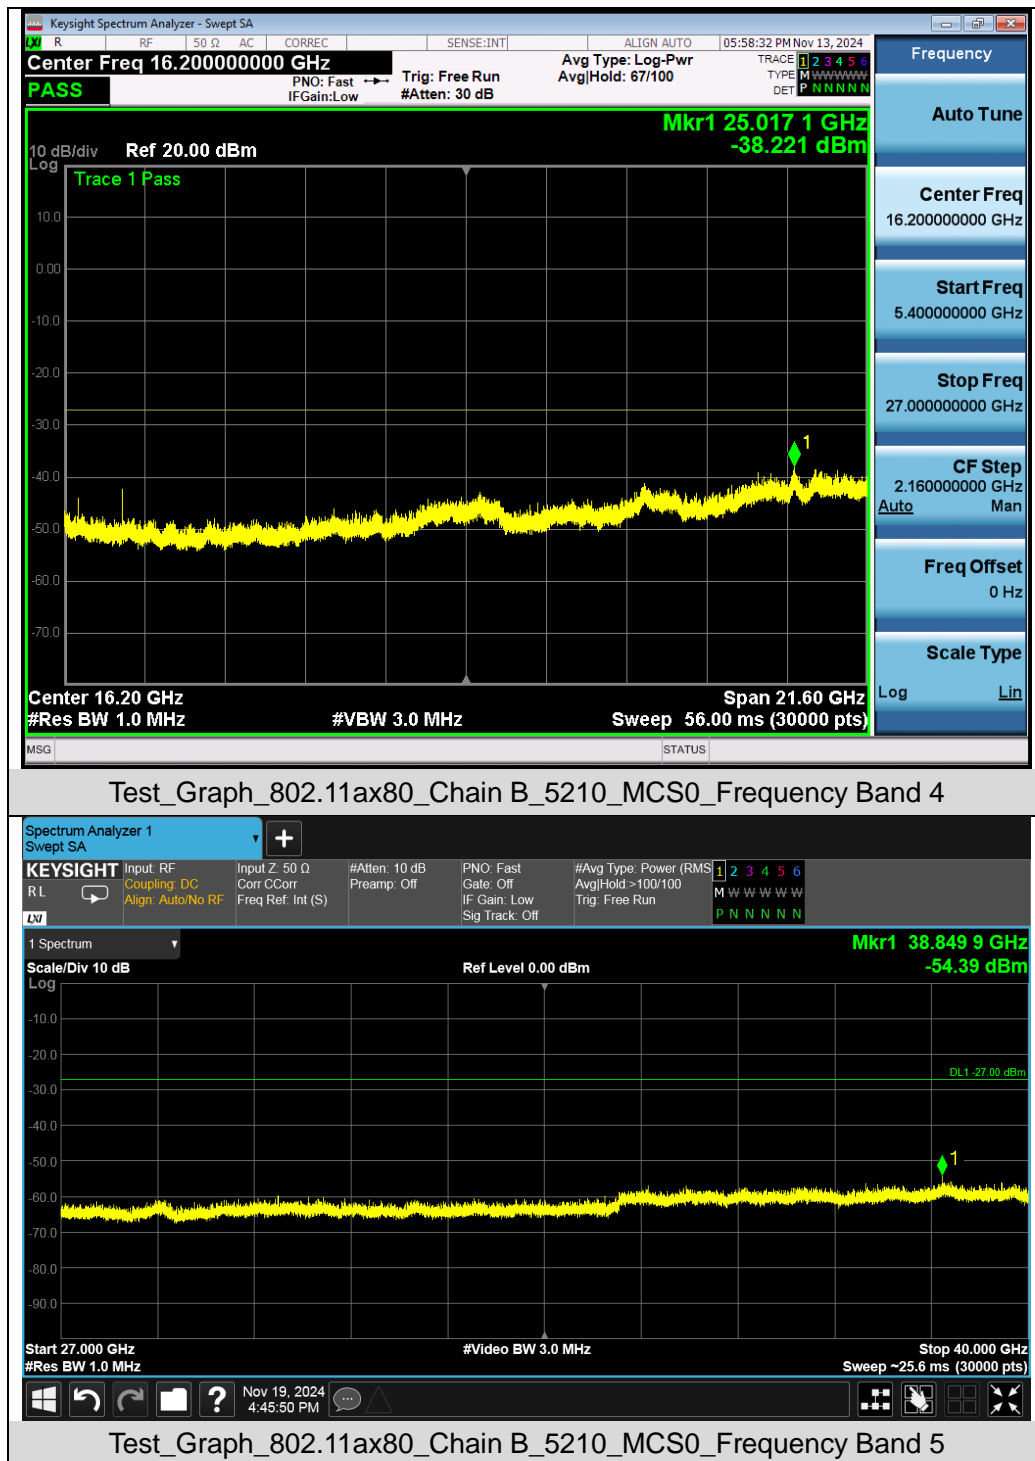 Keysight Spectrum Analyzer - Swept SA
LXI R RF 50 Ω AC CORREC SENSE:INT ALIGN AUTO 05:58:32 PM Nov 13, 2024
Center Freq 16.200000000 GHz
PASS
PNO: Fast
IFGain:Low
Trig: Free Run
#Atten: 30 dB
Avg Type: Log-Pwr
Avg|Hold: 67/100
TRACE 1 2 3 4 5 6
TYPE M W W W W W
DET P N N N N N
Frequency
Mkr1 25.017 1 GHz
-38.221 dBm
10 dB/div Ref 20.00 dBm
Log
Trace 1 Pass
10.0
0.00
-10.0
-20.0
-30.0
-40.0
-50.0
-60.0
-70.0
1
Center 16.20 GHz Span 21.60 GHz
#Res BW 1.0 MHz #VBW 3.0 MHz Sweep 56.00 ms (30000 pts)
MSG STATUS
Auto Tune
Center Freq
16.200000000 GHz
Start Freq
5.400000000 GHz
Stop Freq
27.000000000 GHz
CF Step
2.160000000 GHz
Auto Man
Freq Offset
0 Hz
Scale Type
Log Lin
Test_Graph_802.11ax80_Chain B_5210_MCS0_Frequency Band 4
Spectrum Analyzer 1
Swept SA
KEYSIGHT
RL
LXI
Input: RF
Coupling: DC
Align: Auto/No RF
Input Z: 50 Ω
Corr CCorr
Freq Ref: Int (S)
#Atten: 10 dB
Preamp: Off
PNO: Fast
Gate: Off
IF Gain: Low
Sig Track: Off
#Avg Type: Power (RMS
Avg|Hold:>100/100
Trig: Free Run
1 2 3 4 5 6
M W W W W W
P N N N N N
1 Spectrum
Mkr1 38.849 9 GHz
Scale/Div 10 dB Ref Level 0.00 dBm -54.39 dBm
Log
-10.0
-20.0
DL1 -27.00 dBm
-30.0
-40.0
-50.0
1
-60.0
-70.0
-80.0
-90.0
Start 27.000 GHz #Video BW 3.0 MHz Stop 40.000 GHz
#Res BW 1.0 MHz Sweep ~25.6 ms (30000 pts)
Nov 19, 2024
4:45:50 PM
Test_Graph_802.11ax80_Chain B_5210_MCS0_Frequency Band 5